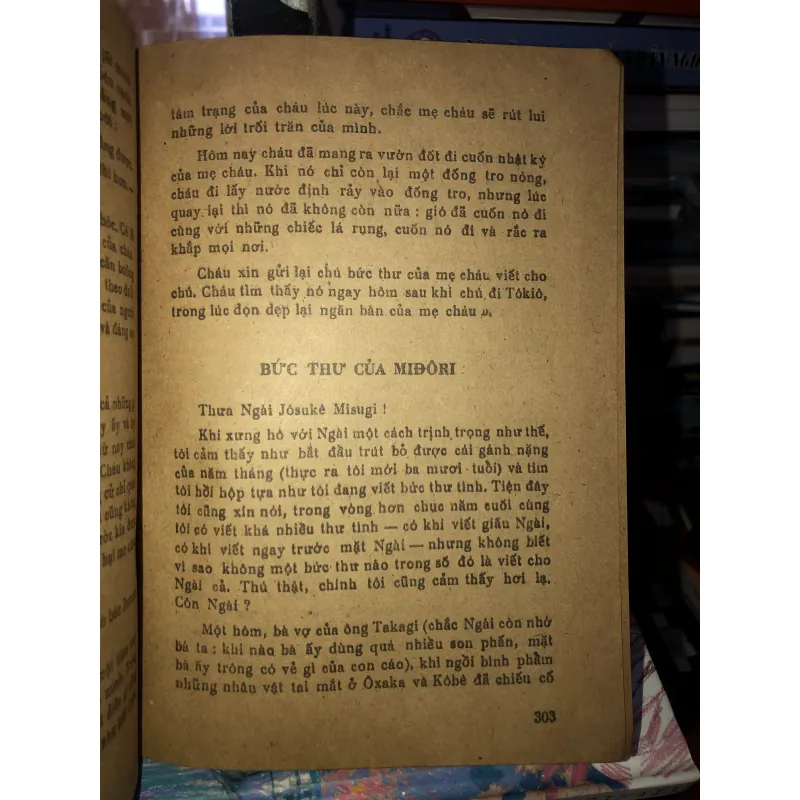 tâm trạng của cháu lúc này, chắc mẹ cháu sẽ rút lui
những lời trối trăn của mình.
Hôm nay cháu đã mang ra vườn đốt đi cuốn nhật ký
của mẹ cháu. Khi nó chỉ còn lại một đống tro nóng,
cháu đi lấy nước định rảy vào đống tro, nhưng lúc
quay lại thì nó đã không còn nữa : gió đã cuốn nó đi
cùng với những chiếc lá rụng, cuốn nó đi và rắc ra
khắp mọi nơi.
Cháu xin gửi lại chú bức thư của mẹ cháu viết cho
chú. Cháu tìm thấy nó ngay hôm sau khi chú đi Tôkiô,
trong lúc dọn dẹp lại ngăn bàn của mẹ cháu ».
BỨC THƯ CỦA MIĐÔRI
Thưa Ngài Jôsukê Misugi !
Khi xưng hô với Ngài một cách trịnh trọng như thế,
tôi cảm thấy như bắt đầu trút bỏ được cái gánh nặng
của năm tháng (thực ra tôi mới ba mươi tuổi) và tim
tôi hồi hộp tựa như tôi đang viết bức thư tình. Tiện đây
tôi cũng xin nói, trong vòng hơn chục năm cuối cùng
tôi có viết khá nhiều thư tình — có khi viết giấu Ngài,
có khi viết ngay trước mặt Ngài — nhưng không biết
vì sao không một bức thư nào trong số đó là viết cho
Ngài cả. Thú thật, chính tôi cũng cảm thấy hơi lạ.
Còn Ngài ?
Một hôm, bà vợ của ông Takagi (chắc Ngài còn nhớ
bà ta : khi nào bà ấy dùng quá nhiều son phấn, mặt
bà ấy trông có vẻ gì của con cáo), khi ngồi bình phẩm
những nhân vật tai mắt ở Ôxaka và Kôbê đã chiếu cố
303